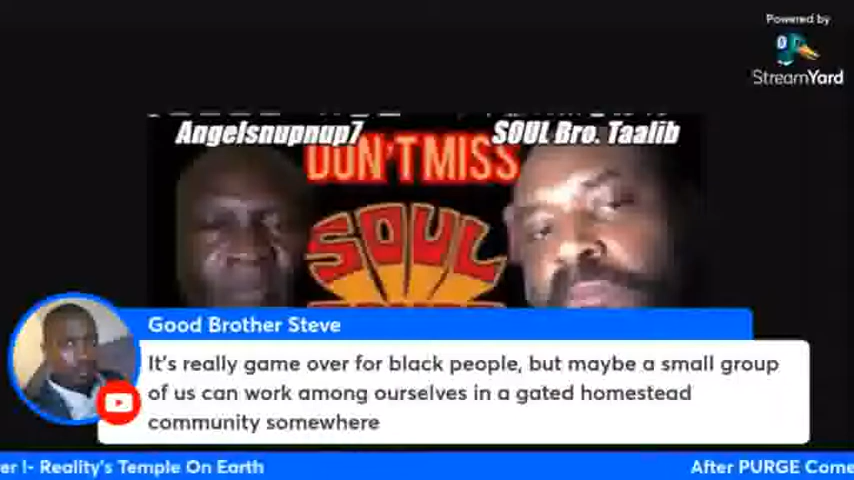 Powered by
StreamYard
Angelsnupnup7
SOUL Bro. Taalib
DON'T MISS
SOUL
Good Brother Steve
It's really game over for black people, but maybe a small group
of us can work among ourselves in a gated homestead
community somewhere
er !- Reality's Temple On Earth
After PURGE Come